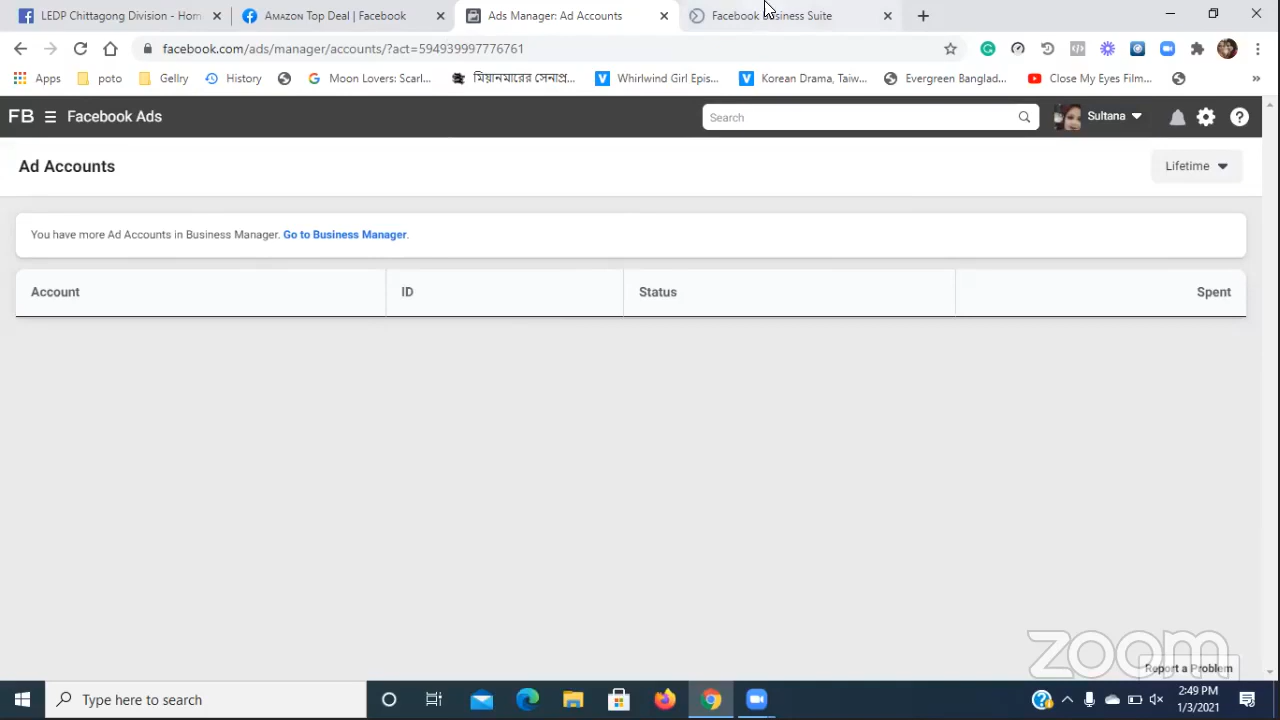 LEDP Chittagong Division - Hom
Amazon Top Deal | Facebook
Ads Manager: Ad Accounts
Facebook Business Suite
facebook.com/ads/manager/accounts/?act=594939997776761
Apps
poto
Gellry
History
Moon Lovers: Scarl...
মিয়ানমারের সেনাপ্র...
Whirlwind Girl Epis...
Korean Drama, Taiw...
Evergreen Banglad...
Close My Eyes Film...
»
FB
Facebook Ads
Search
Sultana
Ad Accounts
Lifetime
You have more Ad Accounts in Business Manager. Go to Business Manager.
Account
ID
Status
Spent
zoom
Report a Problem
Type here to search
2:49 PM
1/3/2021